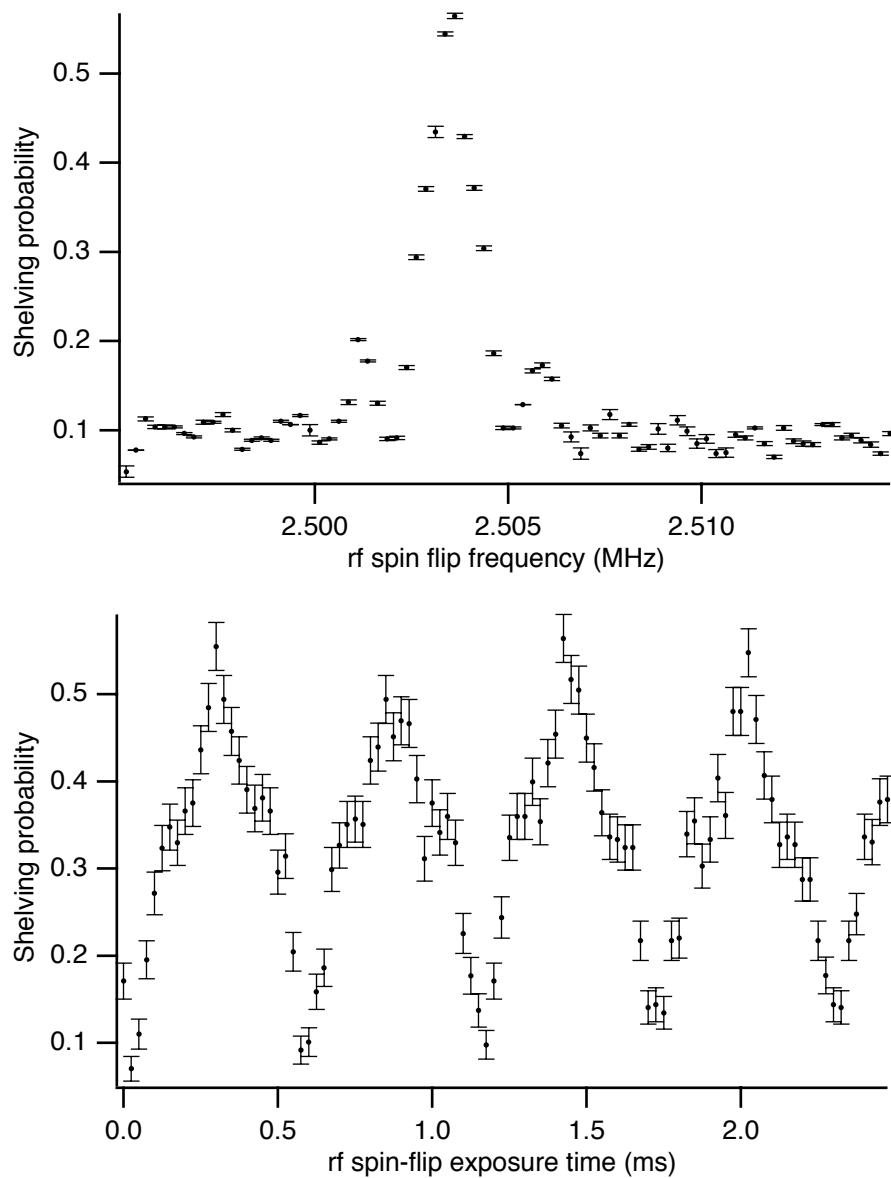 Shelving probability
0.5
0.4
0.3
0.2
0.1
2.500 2.505 2.510
rf spin flip frequency (MHz)
Shelving probability
0.5
0.4
0.3
0.2
0.1
0.0 0.5 1.0 1.5 2.0
rf spin-flip exposure time (ms)